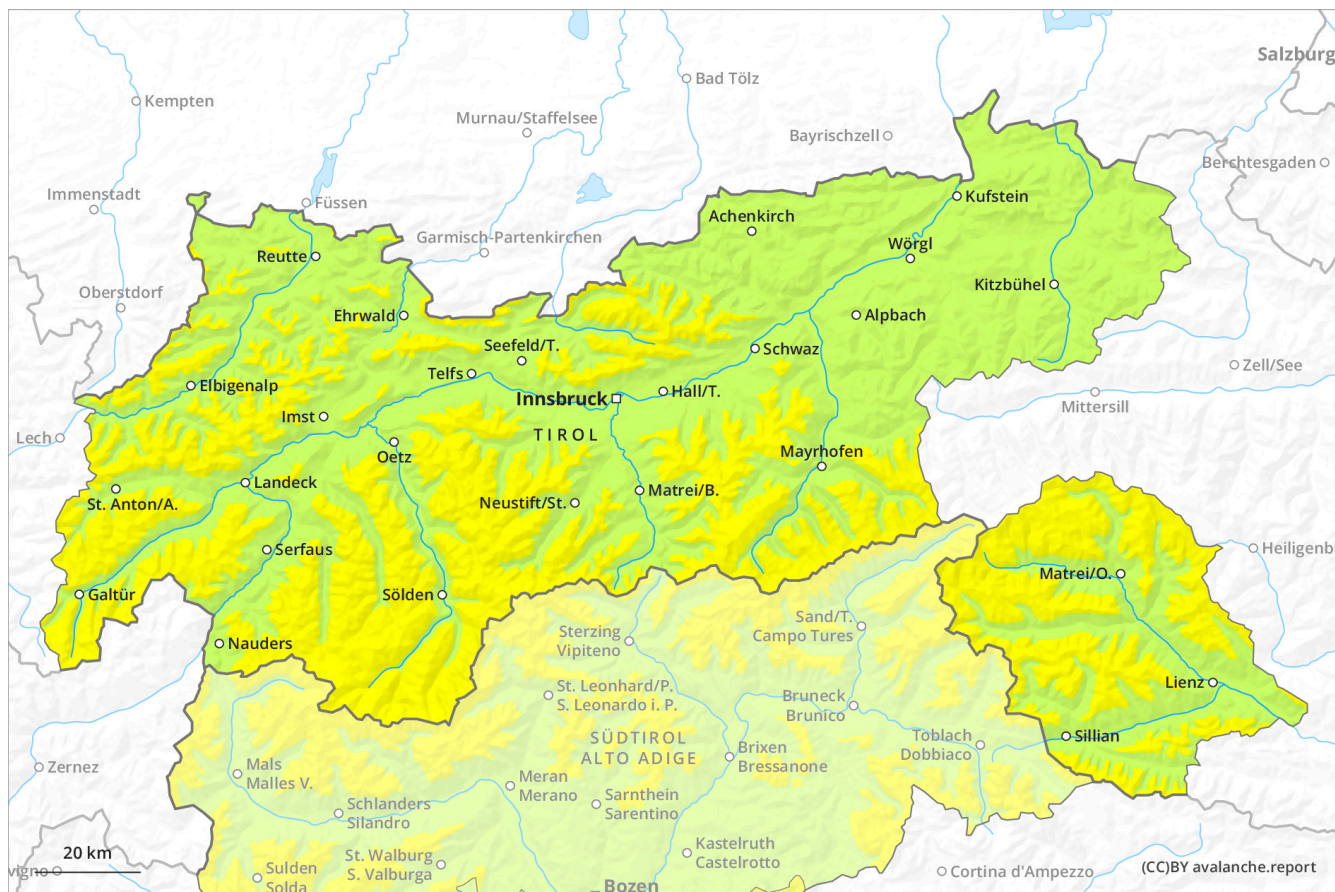 Salzburg
Bad Tölz
Kempten
Murnau/Staffelsee
Bayrischzell
Berchtesgaden
Immenstadt
Füssen
Kufstein
Achenkirch
Garmisch-Partenkirchen
Wörgl
Reutte
Kitzbühel
Oberstdorf
Ehrwald
Alpbach
Seefeld/T.
Schwaz
Zell/See
Telfs
Elbigenalp
Hall/T.
Innsbruck
Mittersill
Imst
TIROL
Lech
Mayrhofen
Oetz
Landeck
Matrei/B.
St. Anton/A.
Neustift/St.
Serfaus
Heiligenb
Matrei/O.
Galtür
Sölden
Sand/T.
Campo Tures
Sterzing
Vipiteno
Nauders
Lienz
St. Leonhard/P.
S. Leonardo i. P.
Bruneck
Brunico
SÜDTIROL
ALTO ADIGE
Toblach
Dobbiaco
Sillian
Brixen
Bressanone
Zernez
Mals
Malles V.
Meran
Merano
Sarnthein
Sarentino
Schlanders
Silandro
Kastelruth
Castelrotto
20 km
St. Walburg
S. Valburga
vigno
Sulden
Solda
Bozen
Cortina d'Ampezzo
(CC)BY avalanche.report